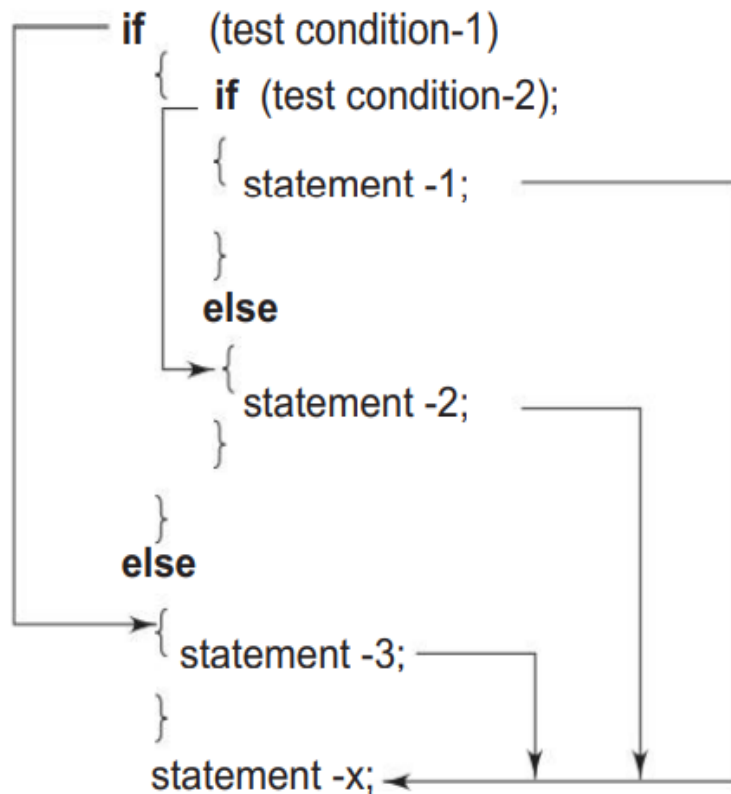 if (test condition-1)
{
if (test condition-2);
{
statement -1;
}
else
{
statement -2;
}
}
else
{
statement -3;
}
statement -x;